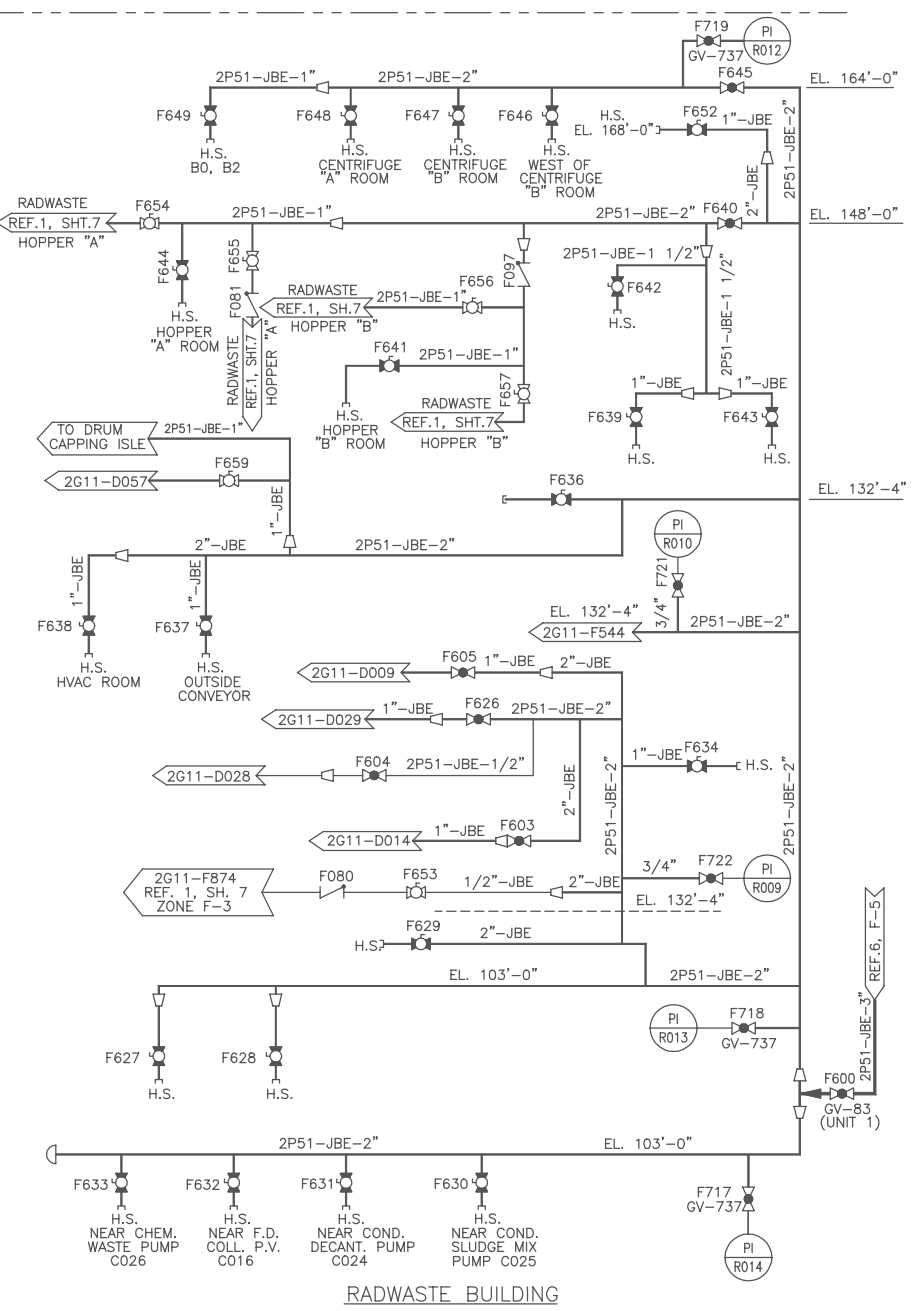 F719
PI
R012
GV-737
F645
EL. 164'-0"
2P51-JBE-1"
2P51-JBE-2"
F649
F648
F647
F646
H.S.
EL. 168'-0"
F652
1"-JBE
2P51-JBE-2"
H.S.
B0, B2
H.S.
CENTRIFUGE
"A" ROOM
H.S.
CENTRIFUGE
"B" ROOM
H.S.
WEST OF
CENTRIFUGE
"B" ROOM
2"-JBE
RADWASTE
REF.1, SHT.7
HOPPER "A"
F654
2P51-JBE-1"
2P51-JBE-2"
F640
EL. 148'-0"
F644
H.S.
HOPPER
"A" ROOM
F655
F081
RADWASTE
REF.1, SHT.7
HOPPER "A"
RADWASTE
REF.1, SH.7
HOPPER "B"
2P51-JBE-1"
F656
F097
2P51-JBE-1 1/2"
F642
H.S.
2P51-JBE-1 1/2"
F641
2P51-JBE-1"
H.S.
HOPPER
"B" ROOM
F657
RADWASTE
REF.1, SHT.7
HOPPER "B"
1"-JBE
1"-JBE
F639
F643
H.S.
H.S.
TO DRUM
CAPPING ISLE
2P51-JBE-1"
2G11-D057
F659
1"-JBE
F636
EL. 132'-4"
2"-JBE
2P51-JBE-2"
1"-JBE
1"-JBE
F638
F637
H.S.
HVAC ROOM
H.S.
OUTSIDE
CONVEYOR
PI
R010
F721
3/4"
EL. 132'-4"
2G11-F544
2P51-JBE-2"
2G11-D009
F605
1"-JBE
2"-JBE
2G11-D029
1"-JBE
F626
2P51-JBE-2"
2G11-D028
F604
2P51-JBE-1/2"
2"-JBE
2P51-JBE-2"
1"-JBE
F634
H.S.
2P51-JBE-2"
2G11-D014
1"-JBE
F603
2G11-F874
REF. 1, SH. 7
ZONE F-3
F080
F653
1/2"-JBE
2"-JBE
3/4"
F722
PI
R009
EL. 132'-4"
H.S.
F629
2"-JBE
REF.6, F-5
2P51-JBE-3"
EL. 103'-0"
2P51-JBE-2"
F627
F628
H.S.
H.S.
PI
R013
F718
GV-737
F600
GV-83
(UNIT 1)
2P51-JBE-2"
EL. 103'-0"
F633
F632
F631
F630
H.S.
NEAR CHEM.
WASTE PUMP
C026
H.S.
NEAR F.D.
COLL. P.V.
C016
H.S.
NEAR COND.
DECANT. PUMP
C024
H.S.
NEAR COND.
SLUDGE MIX
PUMP C025
F717
GV-737
PI
R014
RADWASTE BUILDING